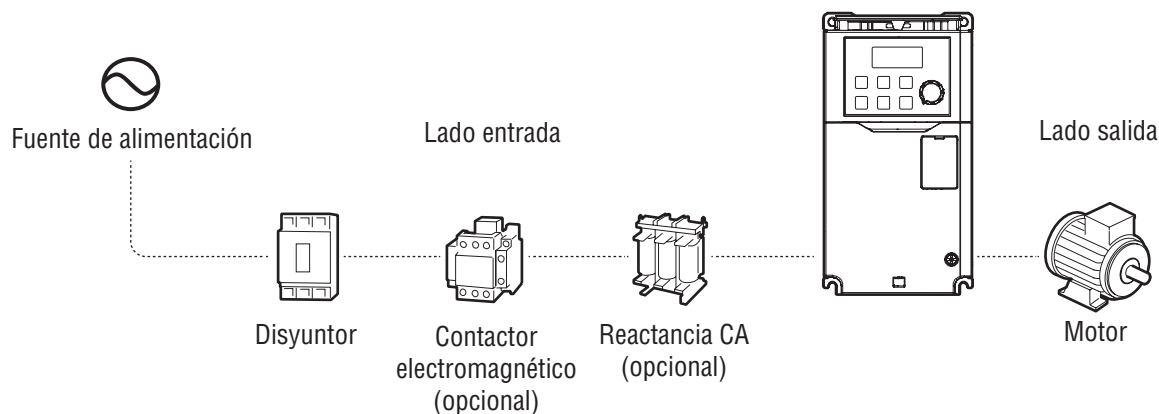 Fuente de alimentación
Lado entrada
Lado salida
Disyuntor
Contactor
electromagnético
(opcional)
Reactancia CA
(opcional)
Motor